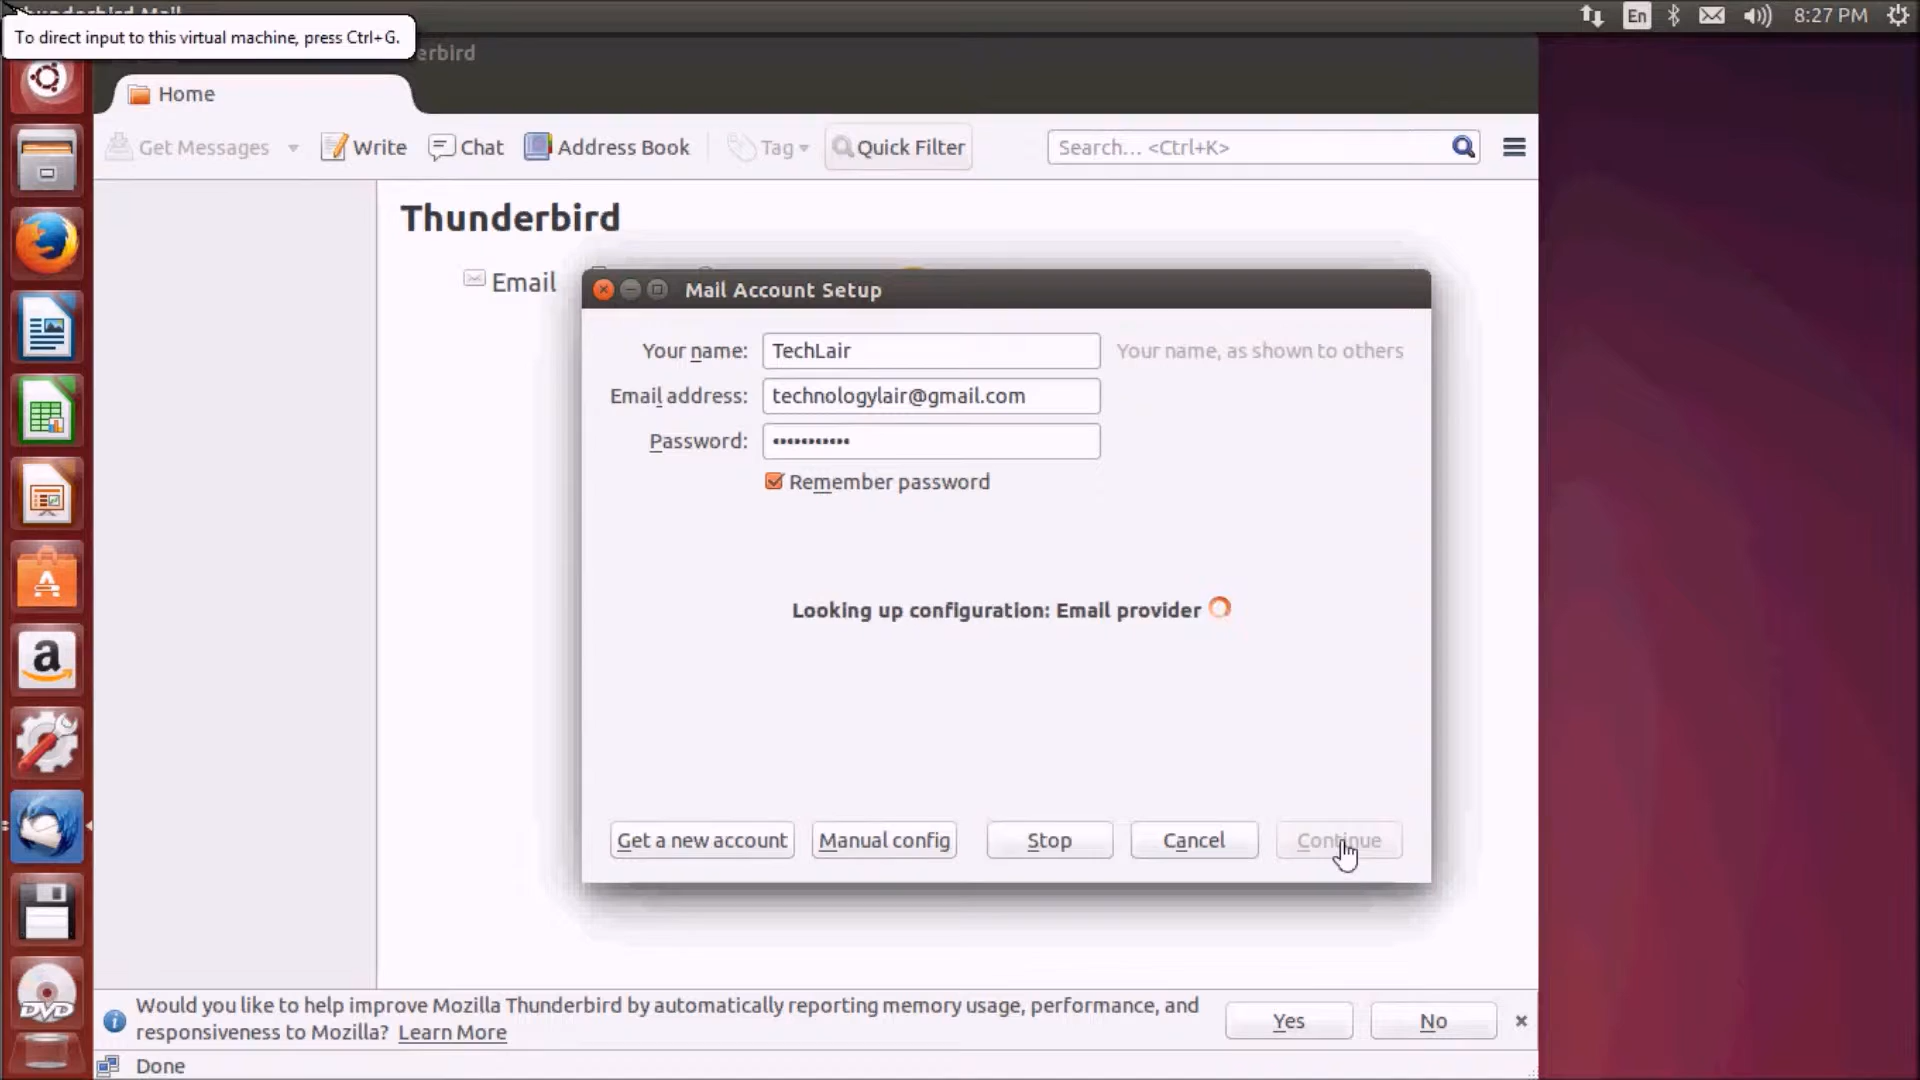 Thunderbird Mail
En
8:27 PM
To direct input to this virtual machine, press Ctrl+G.
erbird
Home
Get Messages
Write
Chat
Address Book
Tag
Quick Filter
Search... <Ctrl+K>
Thunderbird
Email
Mail Account Setup
Your name:
TechLair
Your name, as shown to others
Email address:
technologylair@gmail.com
Password:
•••••••••••
Remember password
Looking up configuration: Email provider
Get a new account
Manual config
Stop
Cancel
Continue
Would you like to help improve Mozilla Thunderbird by automatically reporting memory usage, performance, and
responsiveness to Mozilla? Learn More
Yes
No
Done